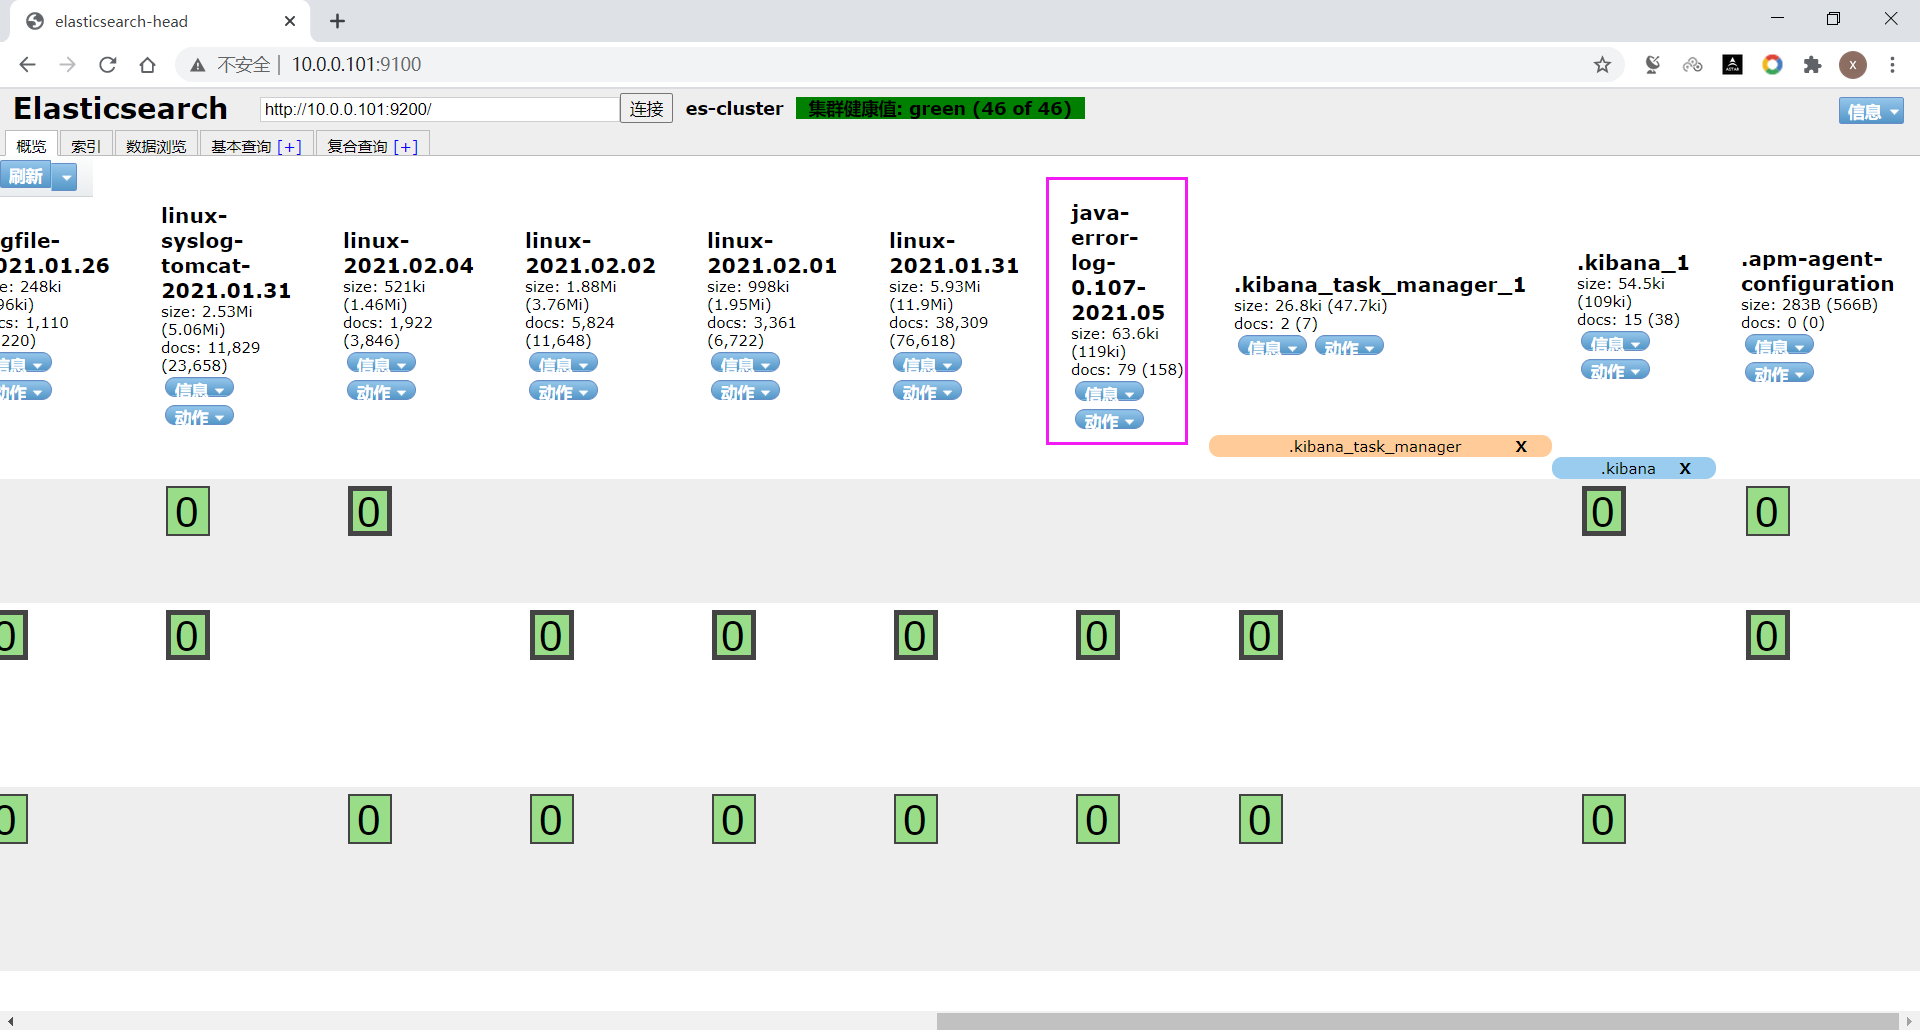 elasticsearch-head
不安全 | 10.0.0.101:9100
X
Elasticsearch http://10.0.0.101:9200/ 连接 es-cluster 集群健康值: green (46 of 46) 信息
概览 索引 数据浏览 基本查询 [+] 复合查询 [+]
刷新
gfile-
021.01.26
e: 248ki
96ki)
cs: 1,110
220)
信息
动作
linux-
syslog-
tomcat-
2021.01.31
size: 2.53Mi
(5.06Mi)
docs: 11,829
(23,658)
信息
动作
linux-
2021.02.04
size: 521ki
(1.46Mi)
docs: 1,922
(3,846)
信息
动作
linux-
2021.02.02
size: 1.88Mi
(3.76Mi)
docs: 5,824
(11,648)
信息
动作
linux-
2021.02.01
size: 998ki
(1.95Mi)
docs: 3,361
(6,722)
信息
动作
linux-
2021.01.31
size: 5.93Mi
(11.9Mi)
docs: 38,309
(76,618)
信息
动作
java-
error-
log-
0.107-
2021.05
size: 63.6ki
(119ki)
docs: 79 (158)
信息
动作
.kibana_task_manager_1
size: 26.8ki (47.7ki)
docs: 2 (7)
信息 动作
.kibana_1
size: 54.5ki
(109ki)
docs: 15 (38)
信息
动作
.apm-agent-
configuration
size: 283B (566B)
docs: 0 (0)
信息
动作
.kibana_task_manager X
.kibana X
0 0 0 0
0 0 0 0 0 0 0 0
0 0 0 0 0 0 0 0